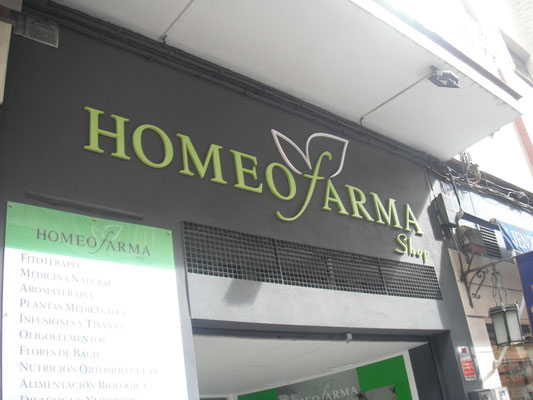 HOMEOFARMA
Shop
HOMEOFARMA
FITOTERAPIA
MEDICINA NATURAL
AROMATERAPIA
PLANTAS MEDICINALES
INFUSIONES Y TISANAS
OLIGOELEMENTOS
FLORES DE BACH
NUTRICIÓN ORTOMOLECULAR
ALIMENTACIÓN BIOLÓGICA